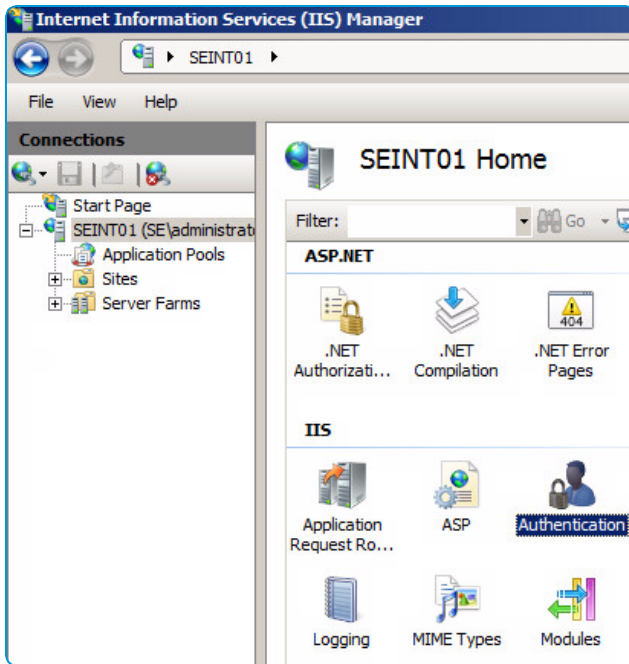 Internet Information Services (IIS) Manager
SEINT01
File View Help
Connections
Start Page
SEINT01 (SE\administrat
Application Pools
Sites
Server Farms
SEINT01 Home
Filter: Go
ASP.NET
.NET .NET .NET Error
Authorizati... Compilation Pages
IIS
Application ASP Authentication
Request Ro...
Logging MIME Types Modules
404